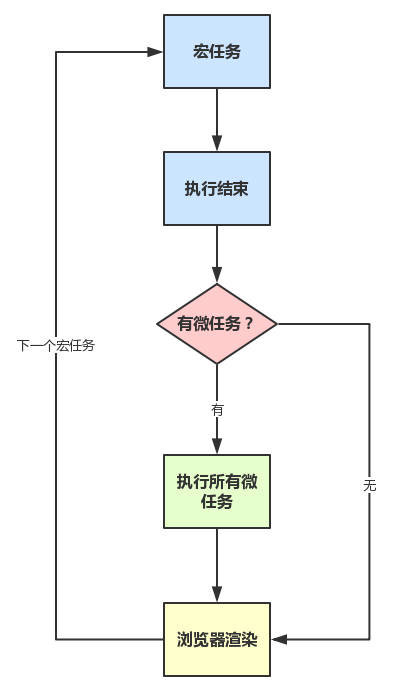 宏任务
执行结束
有微任务？
下一个宏任务
有
执行所有微
任务
无
浏览器渲染